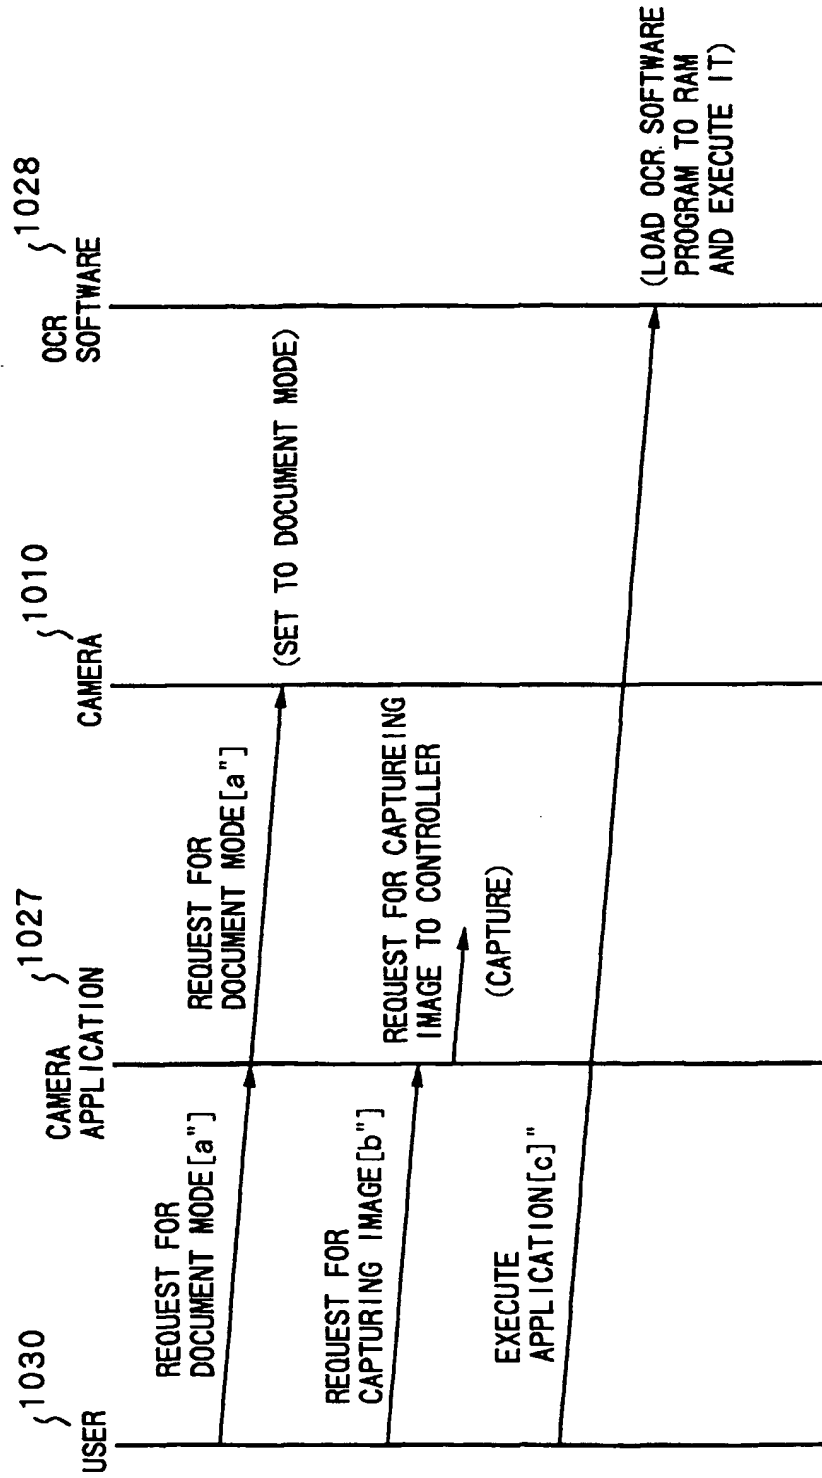 USER
1030
CAMERA
APPLICATION
1027
CAMERA
1010
OCR
SOFTWARE
1028
REQUEST FOR
DOCUMENT MODE[a"]
REQUEST FOR
DOCUMENT MODE[a"]
(SET TO DOCUMENT MODE)
REQUEST FOR
CAPTURING IMAGE[b"]
REQUEST FOR CAPTUREING
IMAGE TO CONTROLLER
(CAPTURE)
EXECUTE
APPLICATION[c]"
(LOAD OCR SOFTWARE
PROGRAM TO RAM
AND EXECUTE IT)